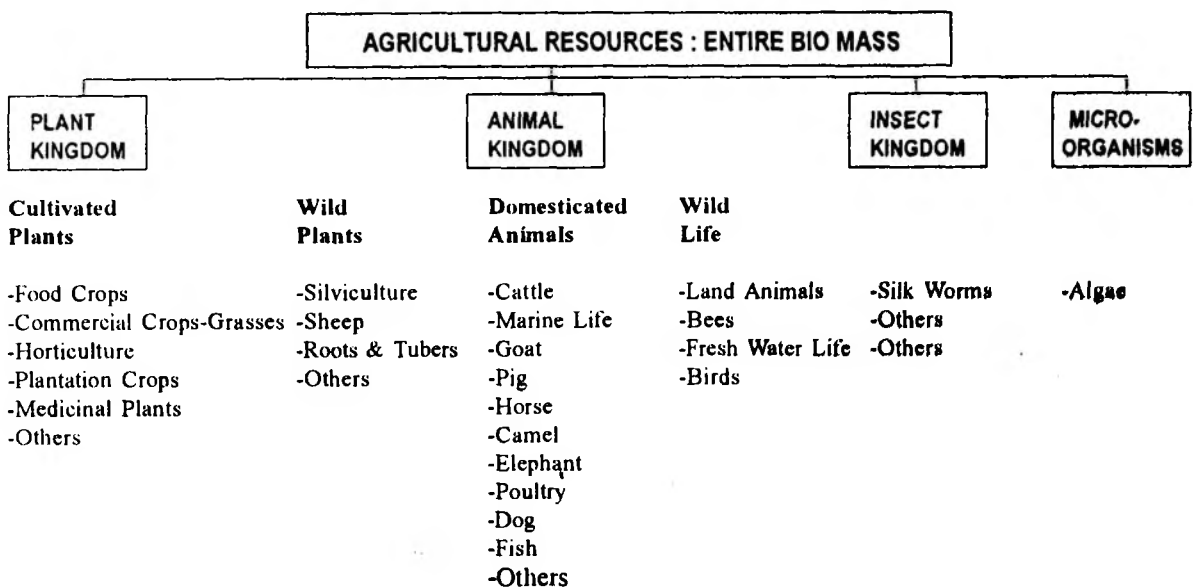 AGRICULTURAL RESOURCES : ENTIRE BIO MASS
PLANT
KINGDOM
ANIMAL
KINGDOM
INSECT
KINGDOM
MICRO-
ORGANISMS
Cultivated
Plants
Wild
Plants
Domesticated
Animals
Wild
Life
-Food Crops
-Commercial Crops-Grasses
-Horticulture
-Plantation Crops
-Medicinal Plants
-Others
-Silviculture
-Sheep
-Roots & Tubers
-Others
-Cattle
-Marine Life
-Goat
-Pig
-Horse
-Camel
-Elephant
-Poultry
-Dog
-Fish
-Others
-Land Animals
-Bees
-Fresh Water Life
-Birds
-Silk Worms
-Others
-Others
-Algae